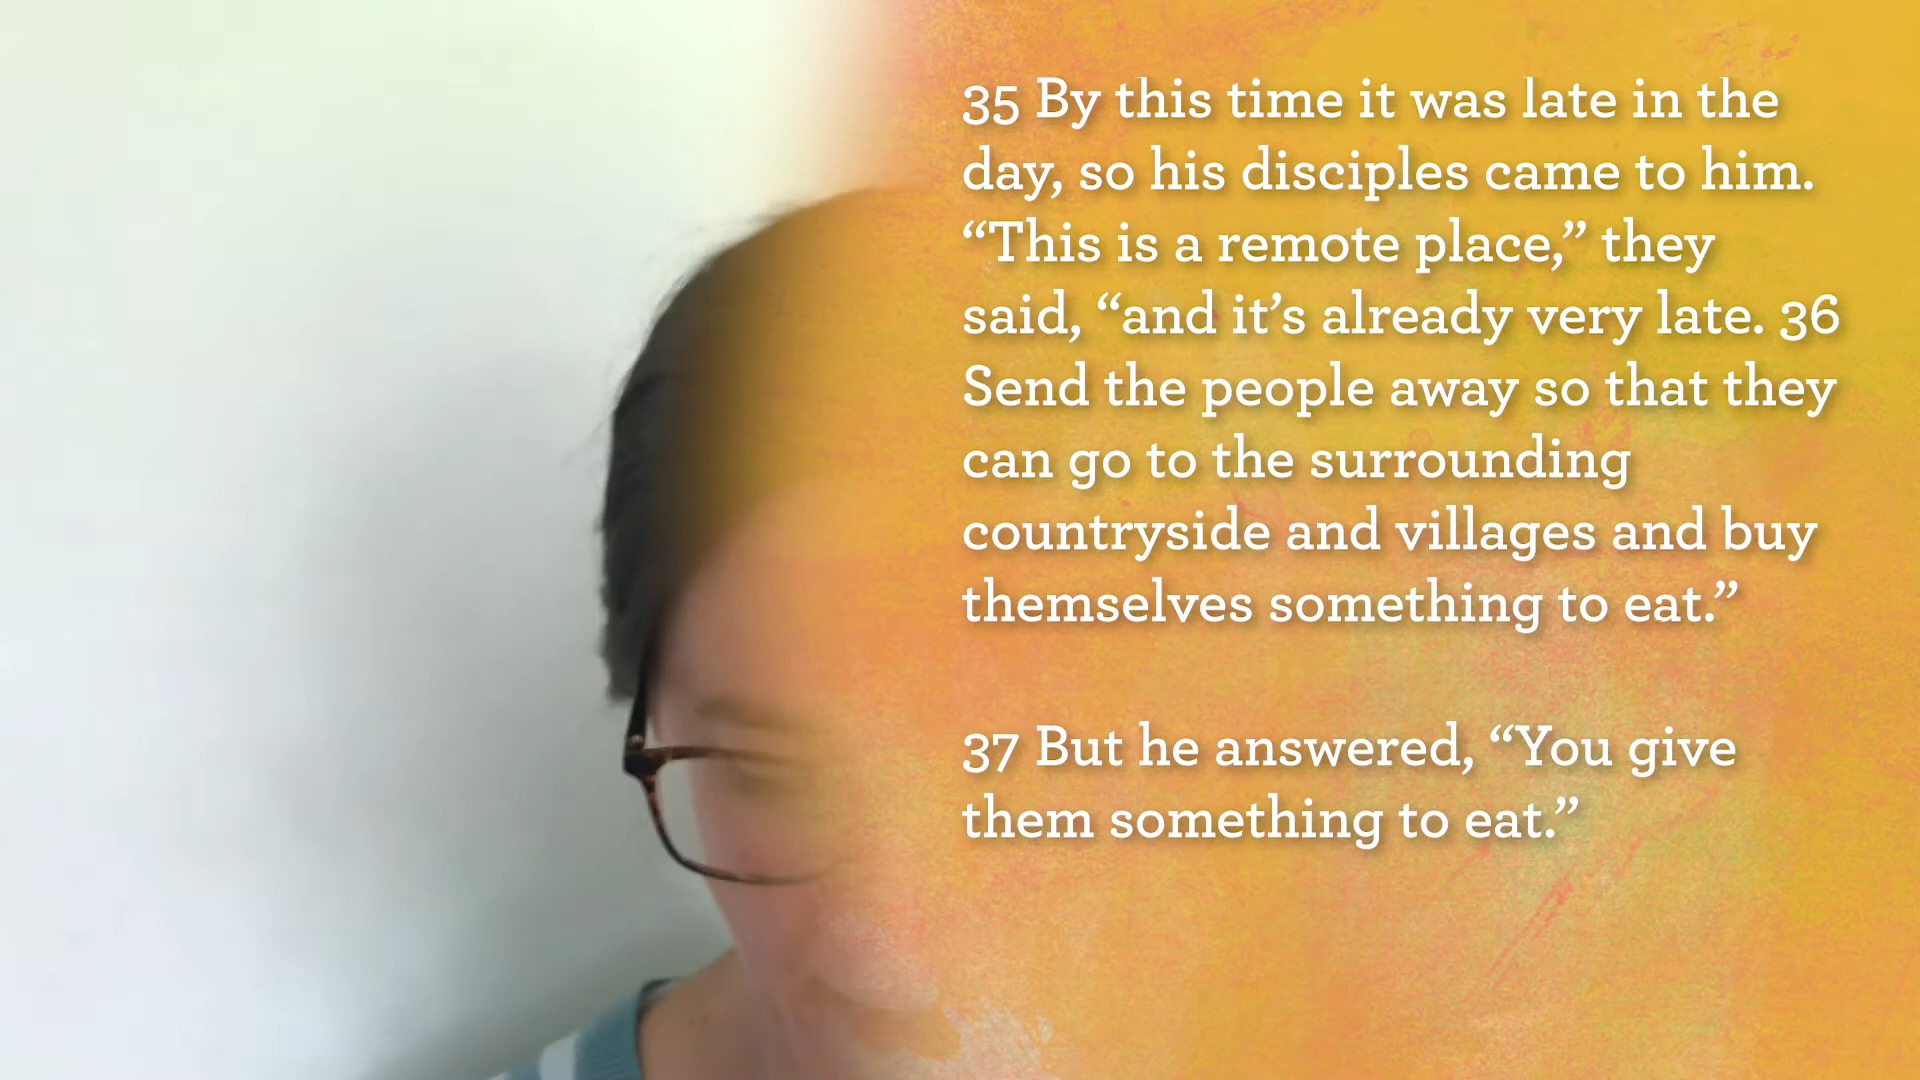 35 By this time it was late in the
day, so his disciples came to him.
“This is a remote place,” they
said, “and it’s already very late. 36
Send the people away so that they
can go to the surrounding
countryside and villages and buy
themselves something to eat.”
37 But he answered, “You give
them something to eat.”